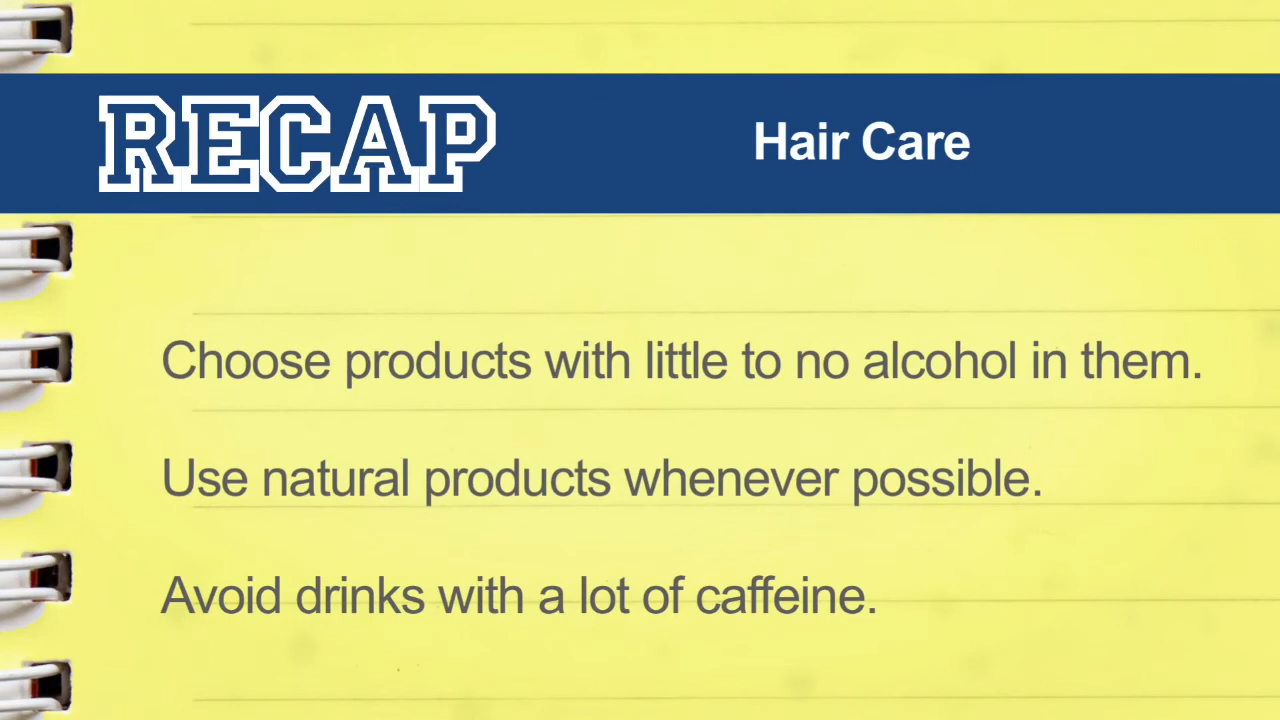 RECAP
Hair Care
Choose products with little to no alcohol in them.
Use natural products whenever possible.
Avoid drinks with a lot of caffeine.